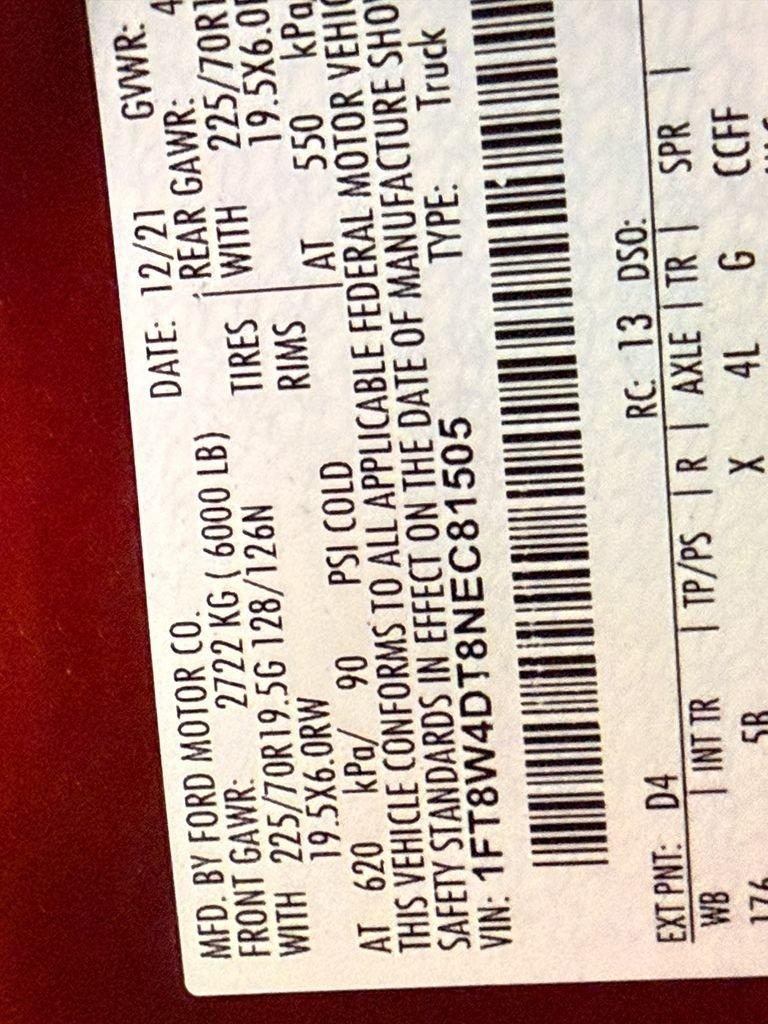 MFD. BY FORD MOTOR CO.
DATE: 12/21 GVWR: 4
FRONT GAWR: 2722 KG ( 6000 LB) REAR GAWR:
WITH 225/70R19.5G 128/126N TIRES WITH 225/70R1
19.5X6.0RW RIMS 19.5X6.0R
AT 620 kPa/ 90 PSI COLD AT 550 kPa
THIS VEHICLE CONFORMS TO ALL APPLICABLE FEDERAL MOTOR VEHIC
SAFETY STANDARDS IN EFFECT ON THE DATE OF MANUFACTURE SHO
VIN: 1FT8W4DT8NEC81505 TYPE: Truck
EXT PNT: D4 RC: 13 DSO:
WB | INT TR | TP/PS | R | AXLE | TR | SPR |
176 5B X 4L G CCFF